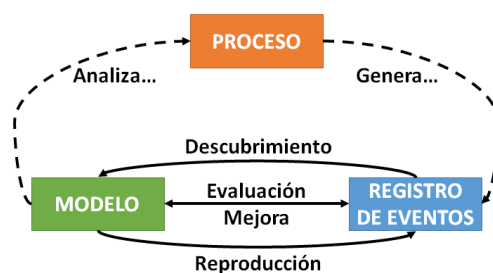 PROCESO
Analiza...
Genera...
Descubrimiento
MODELO
Evaluación
Mejora
REGISTRO
DE EVENTOS
Reproducción